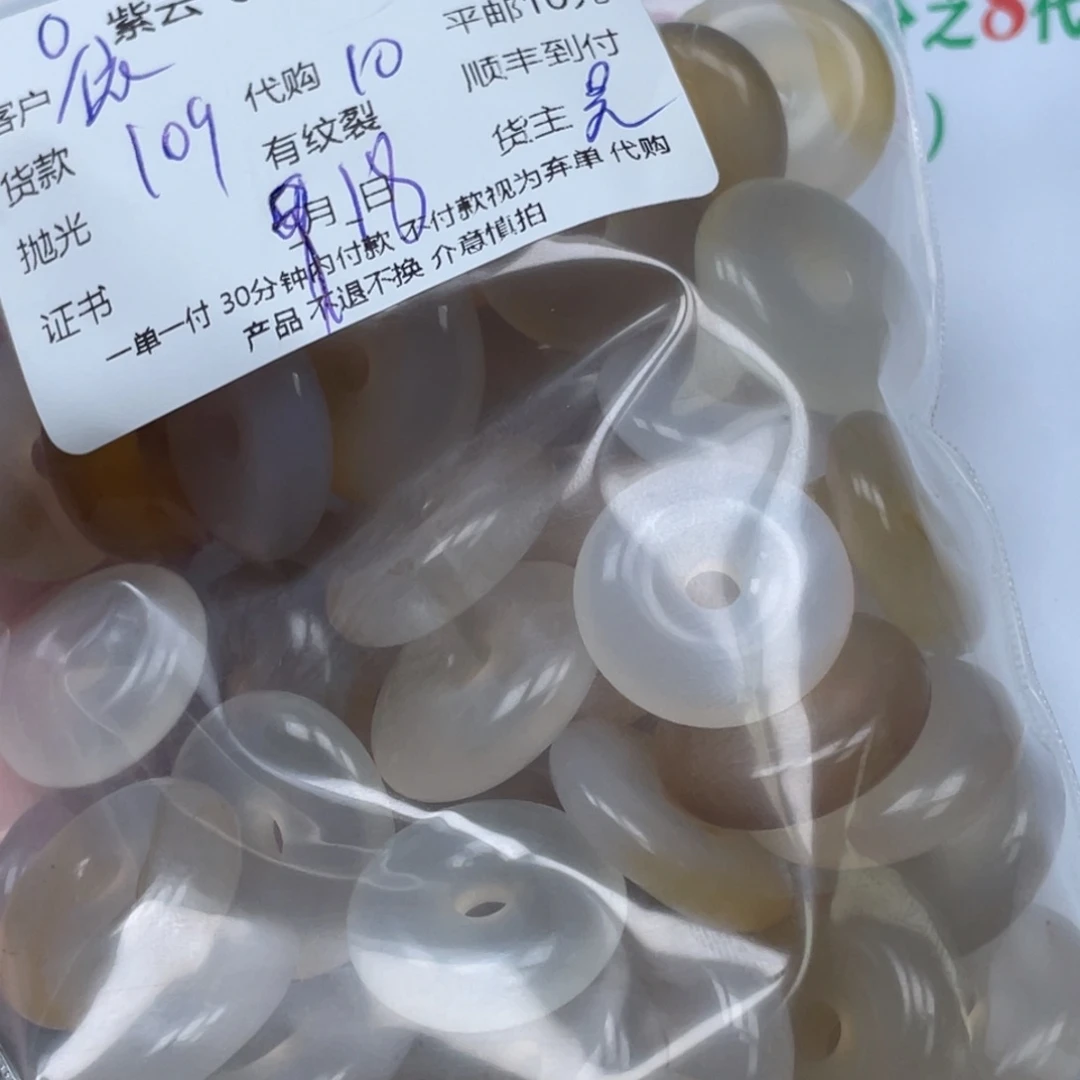 紫云
平邮10元
客户
代购 10
顺丰到付
货款 109
有纹裂
货主
抛光
9月18日
证书
一单一付 30分钟内付款 不付款视为弃单 代购
产品 不退不换 介意慎拍
之8代
)